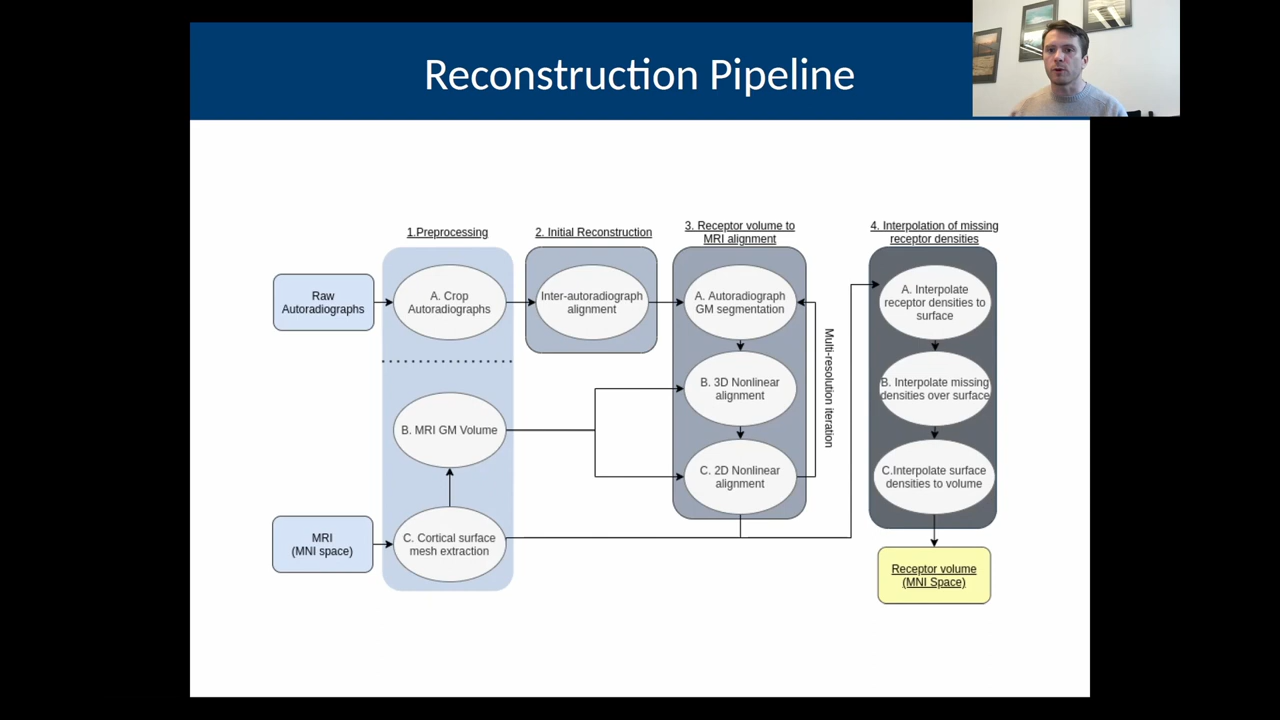 Reconstruction Pipeline
1.Preprocessing
2. Initial Reconstruction
3. Receptor volume to
MRI alignment
4. Interpolation of missing
receptor densities
Raw
Autoradiographs
A. Crop
Autoradiographs
Inter-autoradiograph
alignment
A. Autoradiograph
GM segmentation
A. Interpolate
receptor densities to
surface
B. MRI GM Volume
B. 3D Nonlinear
alignment
Multi-resolution iteration
B. Interpolate missing
densities over surface
C. 2D Nonlinear
alignment
C.Interpolate surface
densities to volume
MRI
(MNI space)
C. Cortical surface
mesh extraction
Receptor volume
(MNI Space)